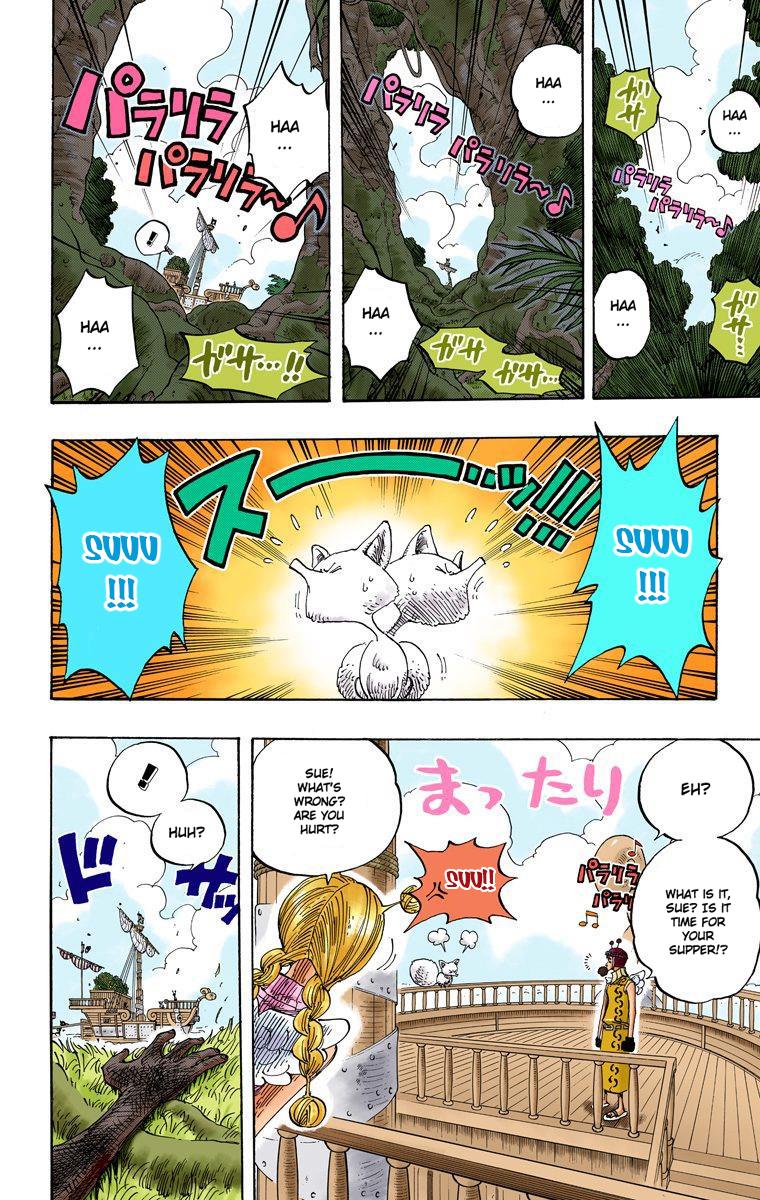 HAA
...
ガサ
パラリラ
パラリラ〜♪
HAA
...
ガサ…
HAA
...
パラリラ
パラリラ〜♪
HAA
...
ガサ
ガサ…
HAA
...
パラリラ
パラリラ〜♪
!
HAA
...
ガサ…!!
SUUU
!!!
スーーッ!!!
SUUU
!!!
EH?
WHAT IS IT,
SUE? IS IT
TIME FOR
YOUR
SUPPER!?
まったり
パラリラ
パラリ
SUU!!
SUE!
WHAT'S
WRONG?
ARE YOU
HURT?
!
HUH?
ドサッ